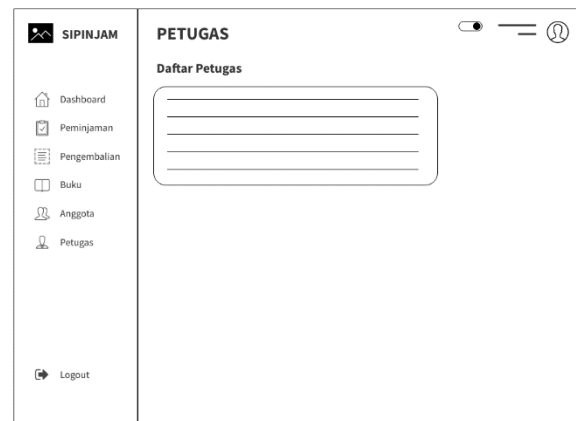 SIPINJAM
Dashboard
Peminjaman
Pengembalian
Buku
Anggota
Petugas
Logout
PETUGAS
Daftar Petugas